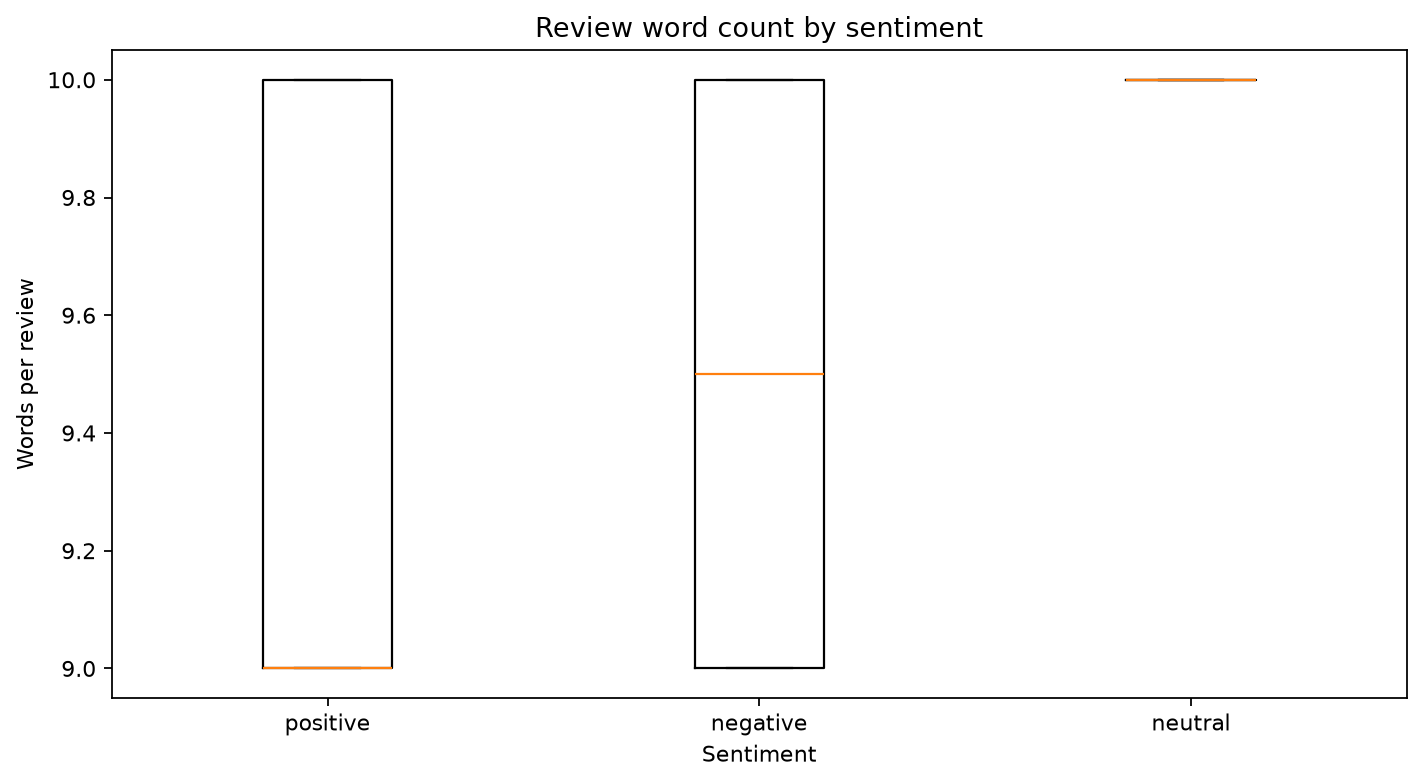 Review word count by sentiment
10.0
9.8
9.6
9.4
9.2
9.0
Words per review
positive
negative
neutral
Sentiment